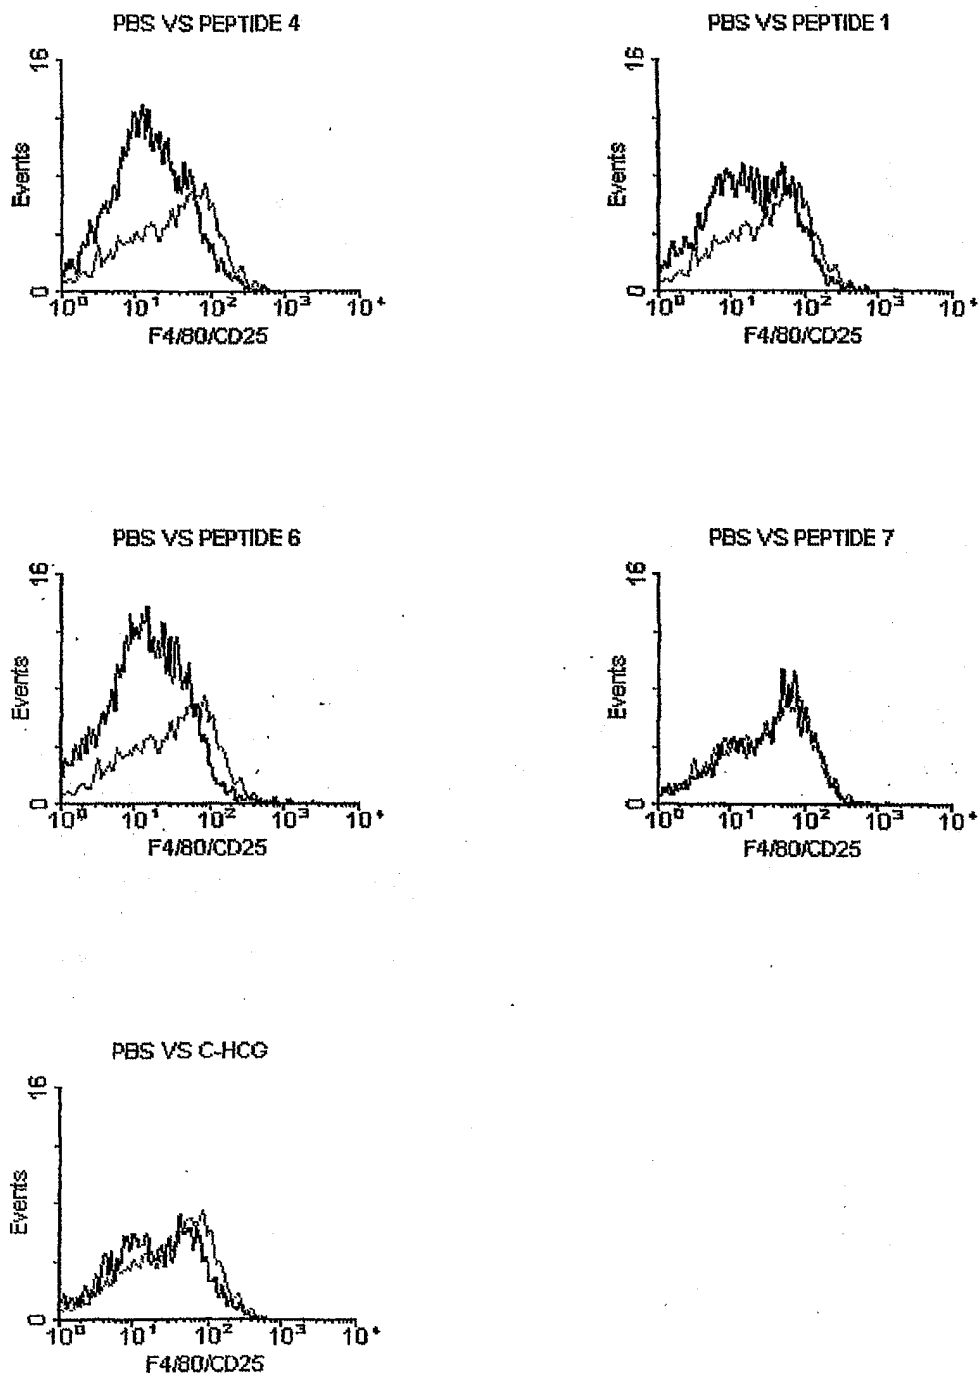 PBS VS PEPTIDE 4
16
Events
0
10⁰ 10¹ 10² 10³ 10⁴
F4/80/CD25
PBS VS PEPTIDE 1
16
Events
0
10⁰ 10¹ 10² 10³ 10⁴
F4/80/CD25
PBS VS PEPTIDE 6
16
Events
0
10⁰ 10¹ 10² 10³ 10⁴
F4/80/CD25
PBS VS PEPTIDE 7
16
Events
0
10⁰ 10¹ 10² 10³ 10⁴
F4/80/CD25
PBS VS C-HCG
16
Events
0
10⁰ 10¹ 10² 10³ 10⁴
F4/80/CD25